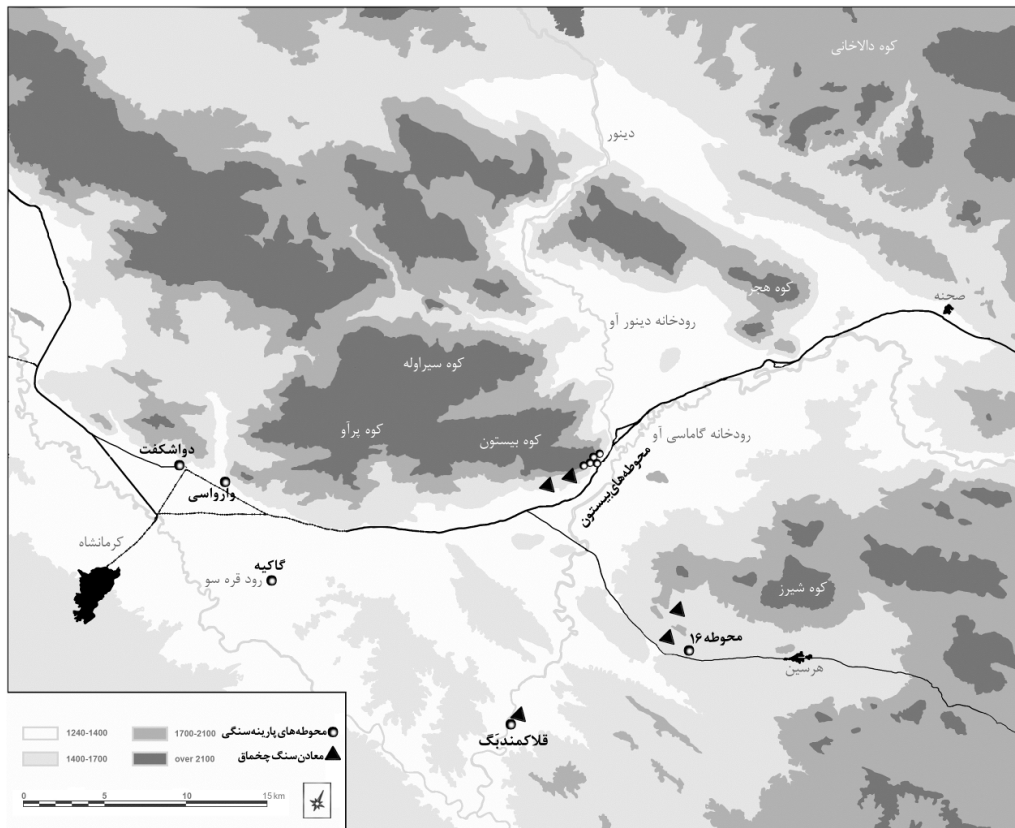 کوه دالاخانی
دینور
کوه هجر
صحنه
رودخانه دینور آو
کوه سیراوله
رودخانه گاماسی آو
کوه پرآو
کوه بیستون
دواشکفت
وارواسی
محوطه‌های بیستون
کرمانشاه
گاکیه
رود قره سو
کوه شیرز
محوطه ۱۶
هرسین
قلاکمندبَگ
1240-1400
1700-2100
محوطه‌های پارینه‌سنگی
1400-1700
over 2100
معادن سنگ چخماق
0
5
10
15 km